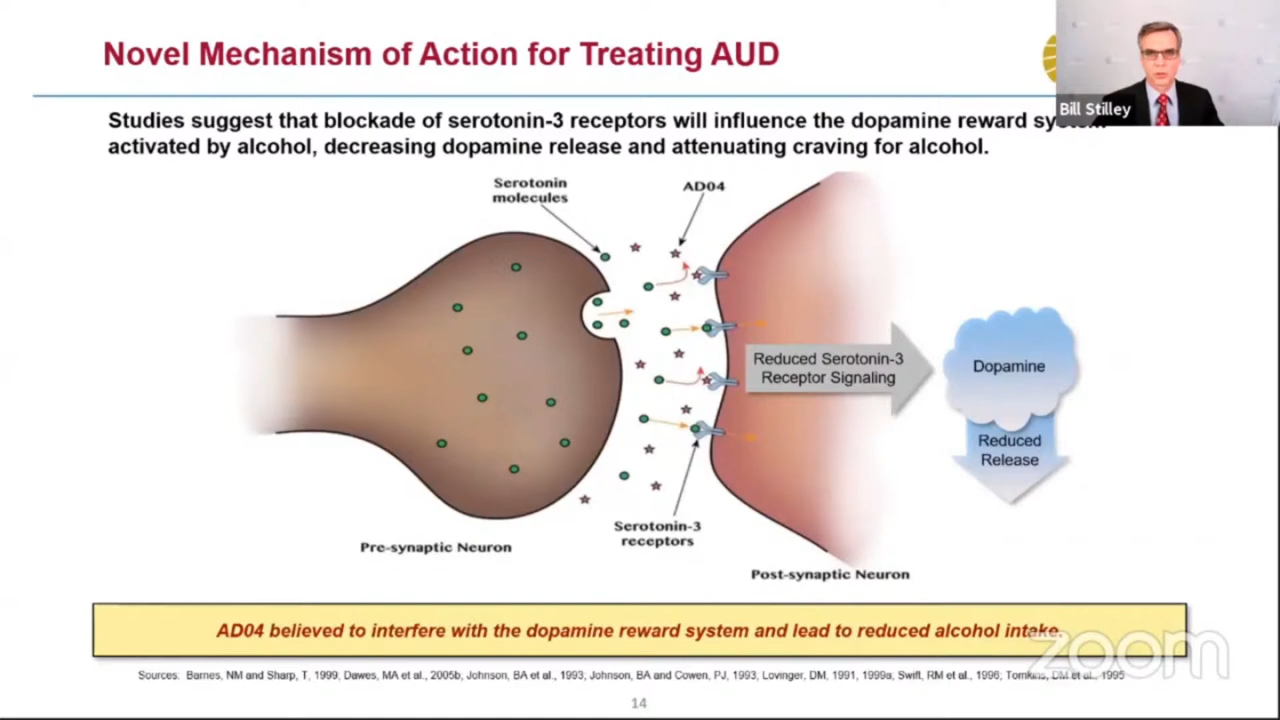 Novel Mechanism of Action for Treating AUD
Bill Stilley
Studies suggest that blockade of serotonin-3 receptors will influence the dopamine reward system
activated by alcohol, decreasing dopamine release and attenuating craving for alcohol.
Serotonin
molecules
AD04
Reduced Serotonin-3
Receptor Signaling
Dopamine
Reduced
Release
Serotonin-3
receptors
Pre-synaptic Neuron
Post-synaptic Neuron
AD04 believed to interfere with the dopamine reward system and lead to reduced alcohol intake.
zoom
Sources: Barnes, NM and Sharp, T, 1999, Dawes, MA et al., 2005b, Johnson, BA et al., 1993; Johnson, BA and Cowen, PJ, 1993; Lovinger, DM, 1991, 1999a; Swift, RM et al., 1996; Tomkins, DM et al., 1995
14